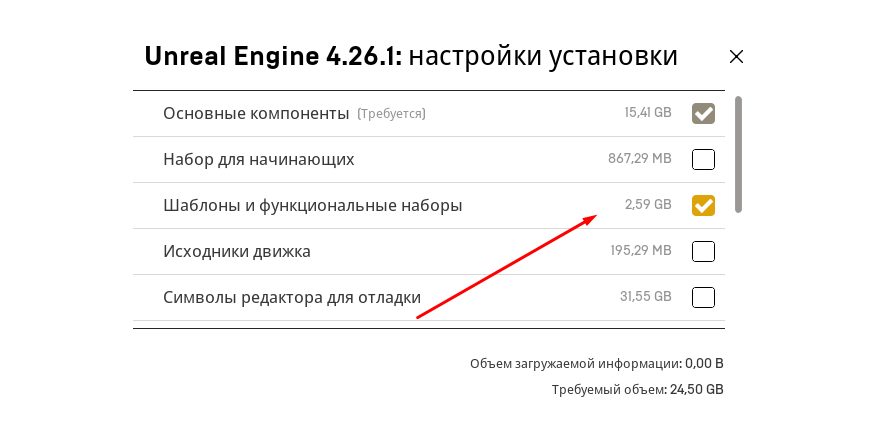 Unreal Engine 4.26.1: настройки установки
Основные компоненты (Требуется) 15,41 GB
Набор для начинающих 867,29 MB
Шаблоны и функциональные наборы 2,59 GB
Исходники движка 195,29 MB
Символы редактора для отладки 31,55 GB
Объем загружаемой информации: 0,00 B
Требуемый объем: 24,50 GB